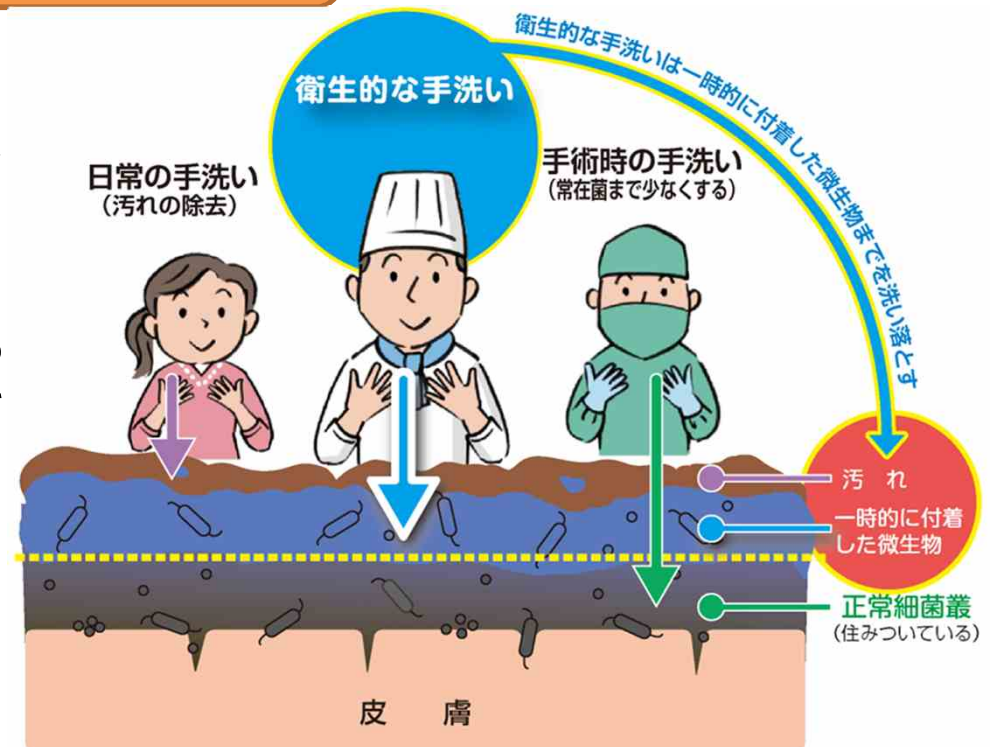 衛生的な手洗い
衛生的な手洗いは一時的に付着した微生物までを洗い落とす
日常の手洗い
（汚れの除去）
手術時の手洗い
（常在菌まで少なくする）
汚 れ
一時的に付着
した微生物
正常細菌叢
（住みついている）
皮 膚